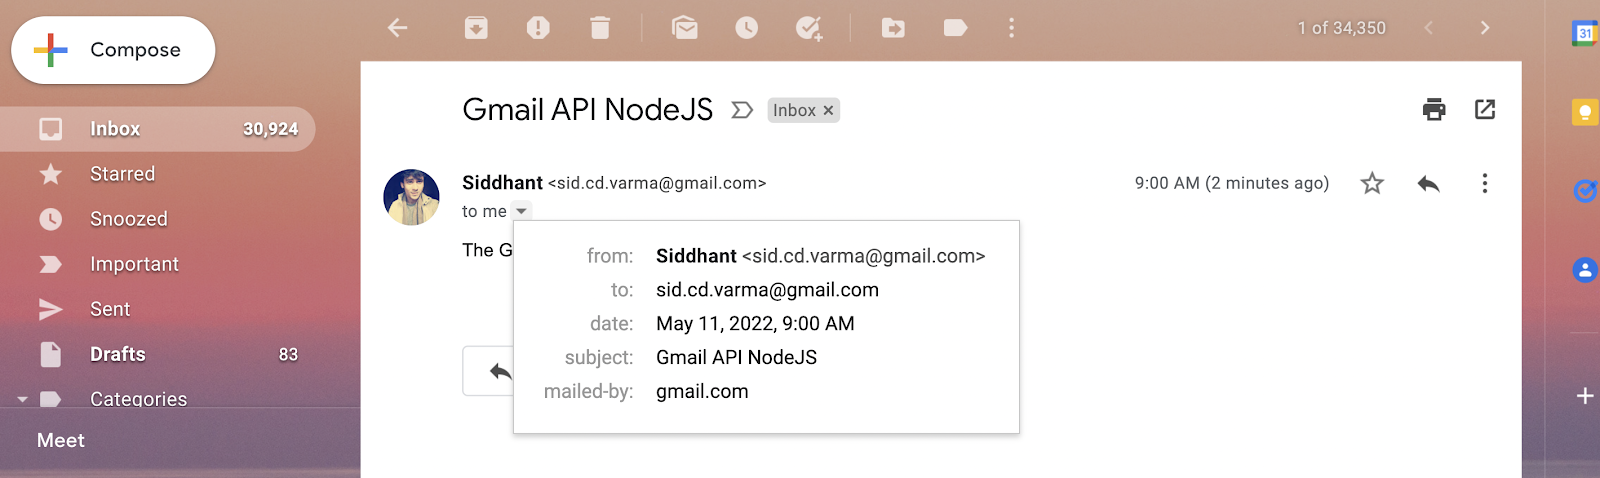 Compose
1 of 34,350
31
Gmail API NodeJS Inbox ×
Inbox 30,924
Starred
Snoozed
Important
Sent
Drafts 83
Categories
Meet
Siddhant <sid.cd.varma@gmail.com> 9:00 AM (2 minutes ago)
to me
The G
from: Siddhant <sid.cd.varma@gmail.com>
to: sid.cd.varma@gmail.com
date: May 11, 2022, 9:00 AM
subject: Gmail API NodeJS
mailed-by: gmail.com